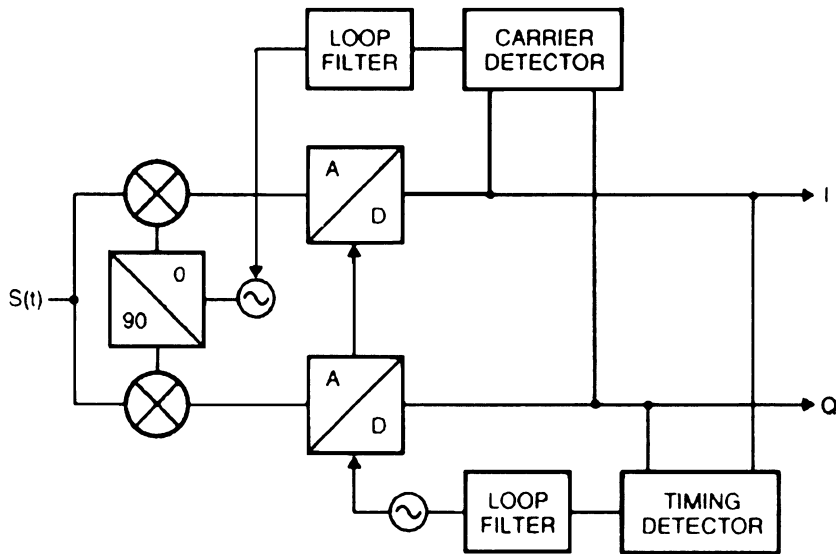 LOOP
FILTER
CARRIER
DETECTOR
A
D
I
0
90
S(t)
A
D
Q
LOOP
FILTER
TIMING
DETECTOR